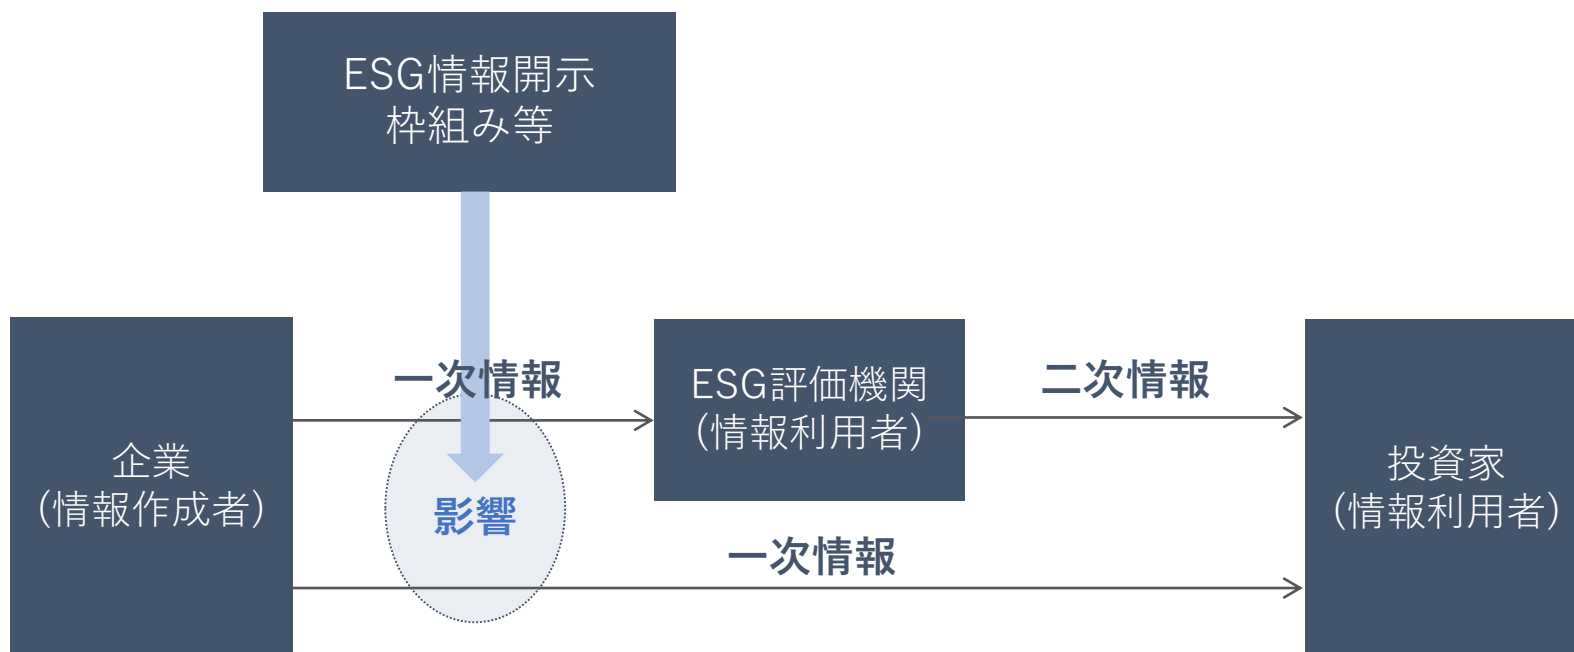 ESG情報開示
枠組み等
一次情報
ESG評価機関
(情報利用者)
二次情報
企業
(情報作成者)
影響
一次情報
投資家
(情報利用者)